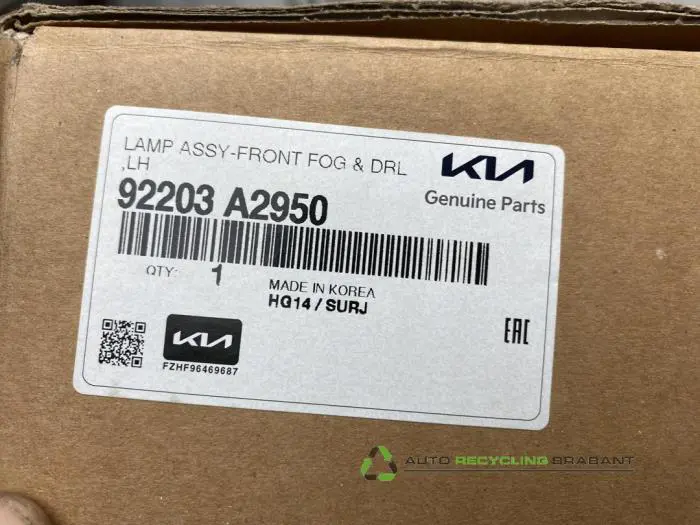 LAMP ASSY-FRONT FOG & DRL
,LH
KIA
Genuine Parts
92203 A2950
QTY: 1
MADE IN KOREA
HG14 / SURJ
EAC
KIA
FZHF96469687
AUTO RECYCLING BRABANT